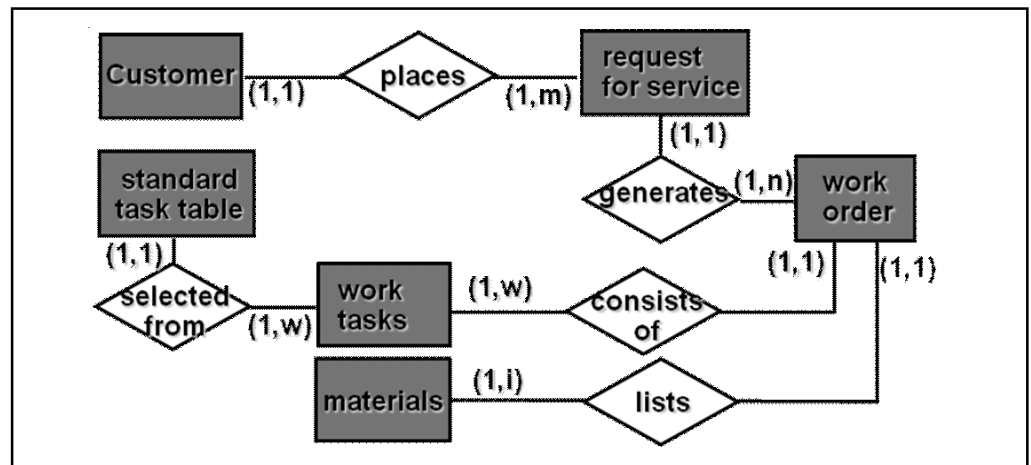 Customer
(1,1)
places
(1,m)
request
for service
(1,1)
standard
task table
(1,1)
generates
(1,n)
work
order
(1,1)
(1,1)
selected
from
(1,w)
work
tasks
(1,w)
consists
of
materials
(1,i)
lists